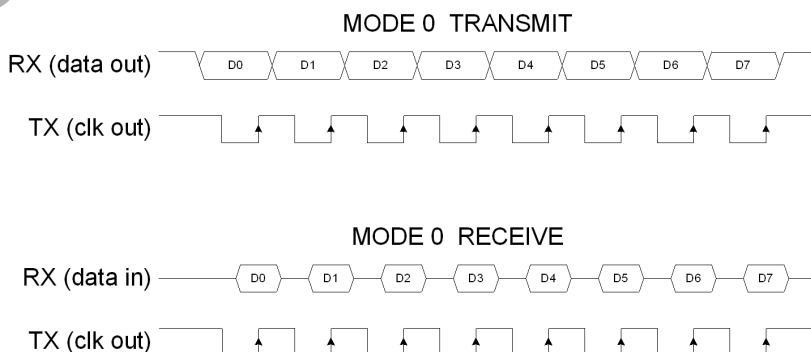 MODE 0 TRANSMIT
RX (data out) D0 D1 D2 D3 D4 D5 D6 D7
TX (clk out)
MODE 0 RECEIVE
RX (data in) D0 D1 D2 D3 D4 D5 D6 D7
TX (clk out)